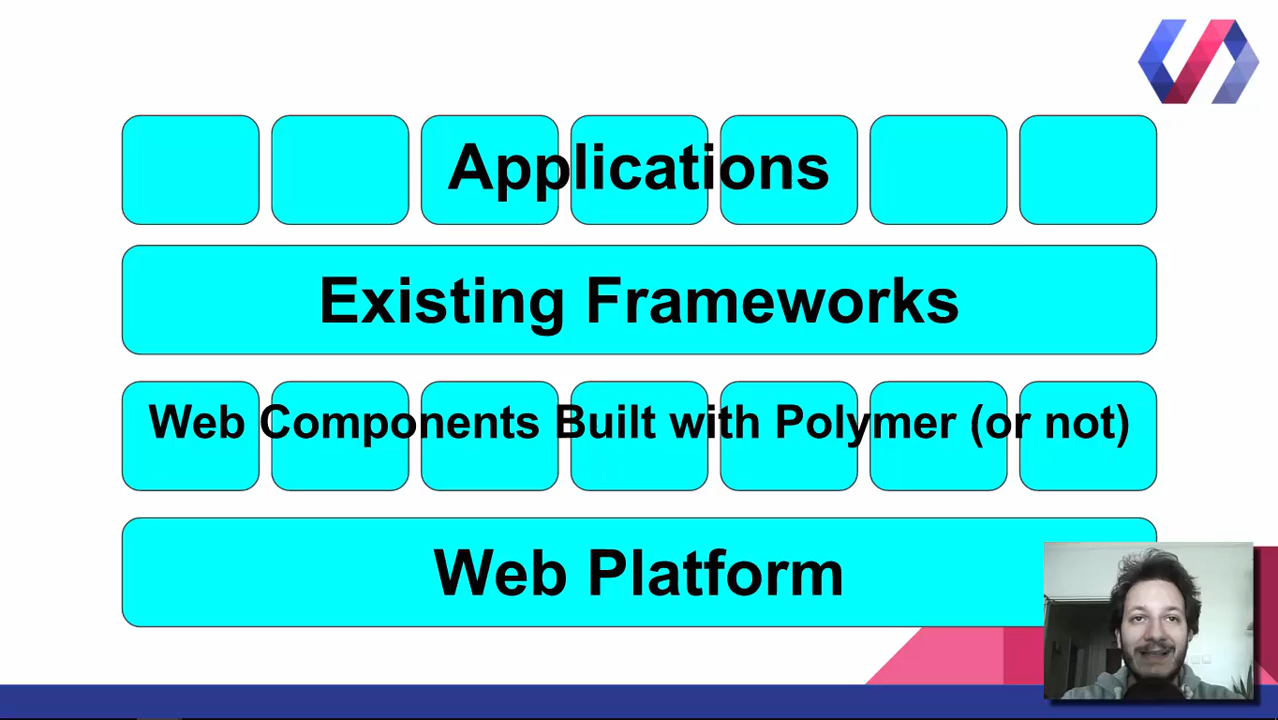 Applications
Existing Frameworks
Web Components Built with Polymer (or not)
Web Platform